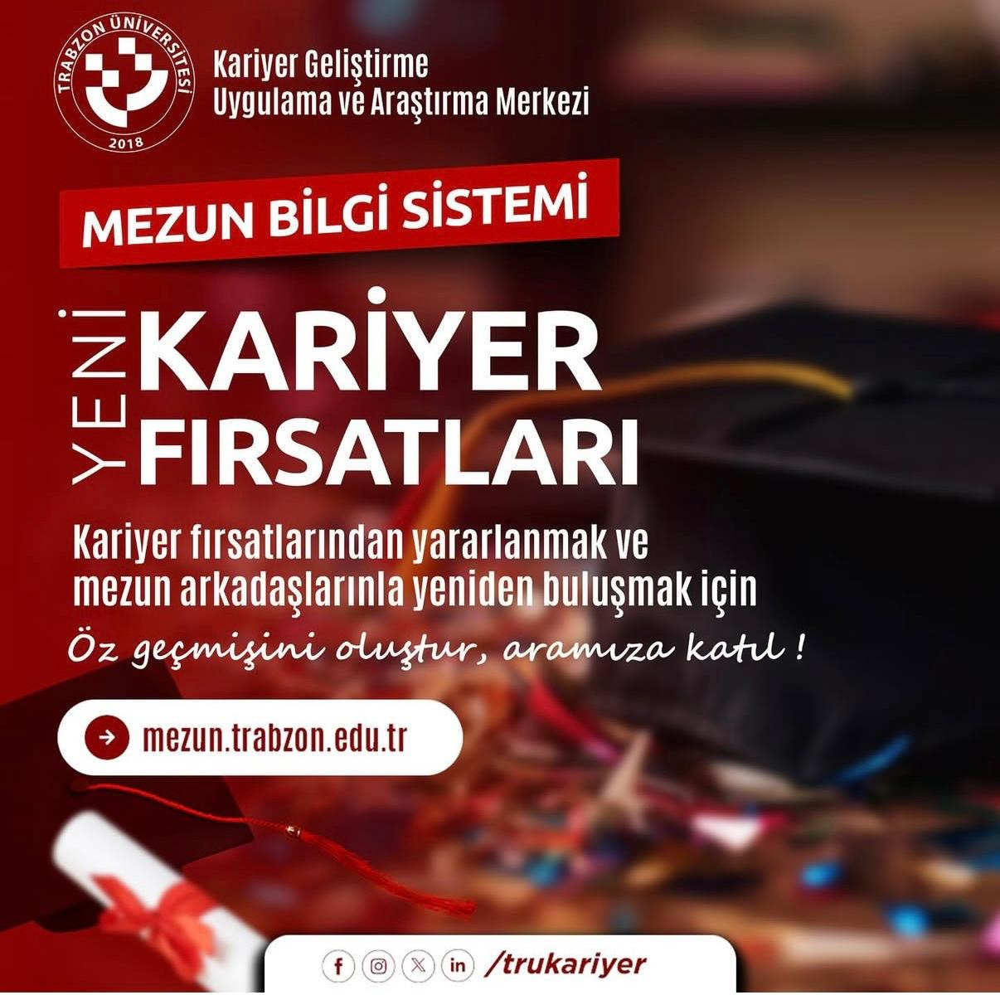 TRABZON ÜNİVERSİTESİ
2018
Kariyer Geliştirme
Uygulama ve Araştırma Merkezi
MEZUN BİLGİ SİSTEMİ
YENİ
KARİYER
FIRSATLARI
Kariyer fırsatlarından yararlanmak ve
mezun arkadaşlarınla yeniden buluşmak için
Öz geçmişini oluştur, aramıza katıl !
mezun.trabzon.edu.tr
/trukariyer